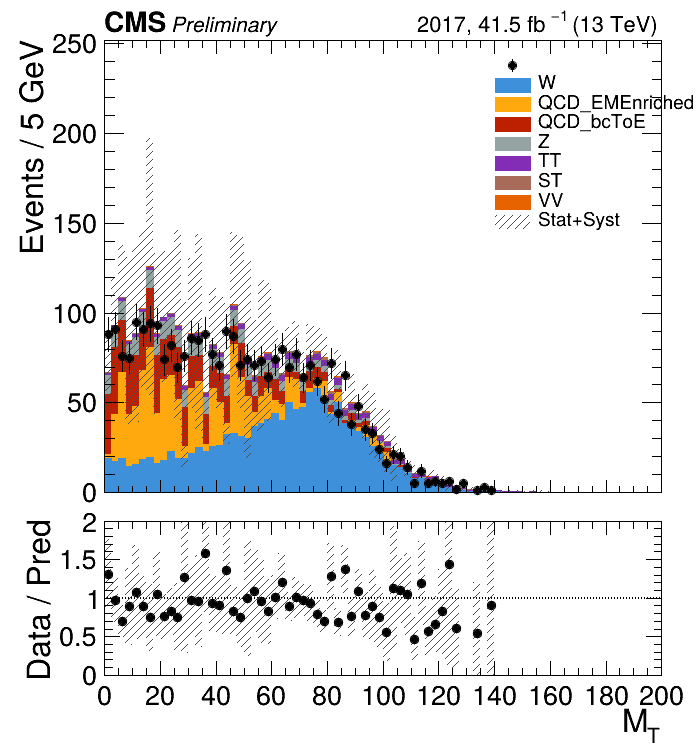 CMS Preliminary 2017, 41.5 fb⁻¹ (13 TeV)
Events / 5 GeV
250
200
150
100
50
0
W
QCD_EMEnriched
QCD_bcToE
Z
TT
ST
VV
Stat+Syst
Data / Pred
2
1.5
1
0.5
0
0 20 40 60 80 100 120 140 160 180 200
M_T